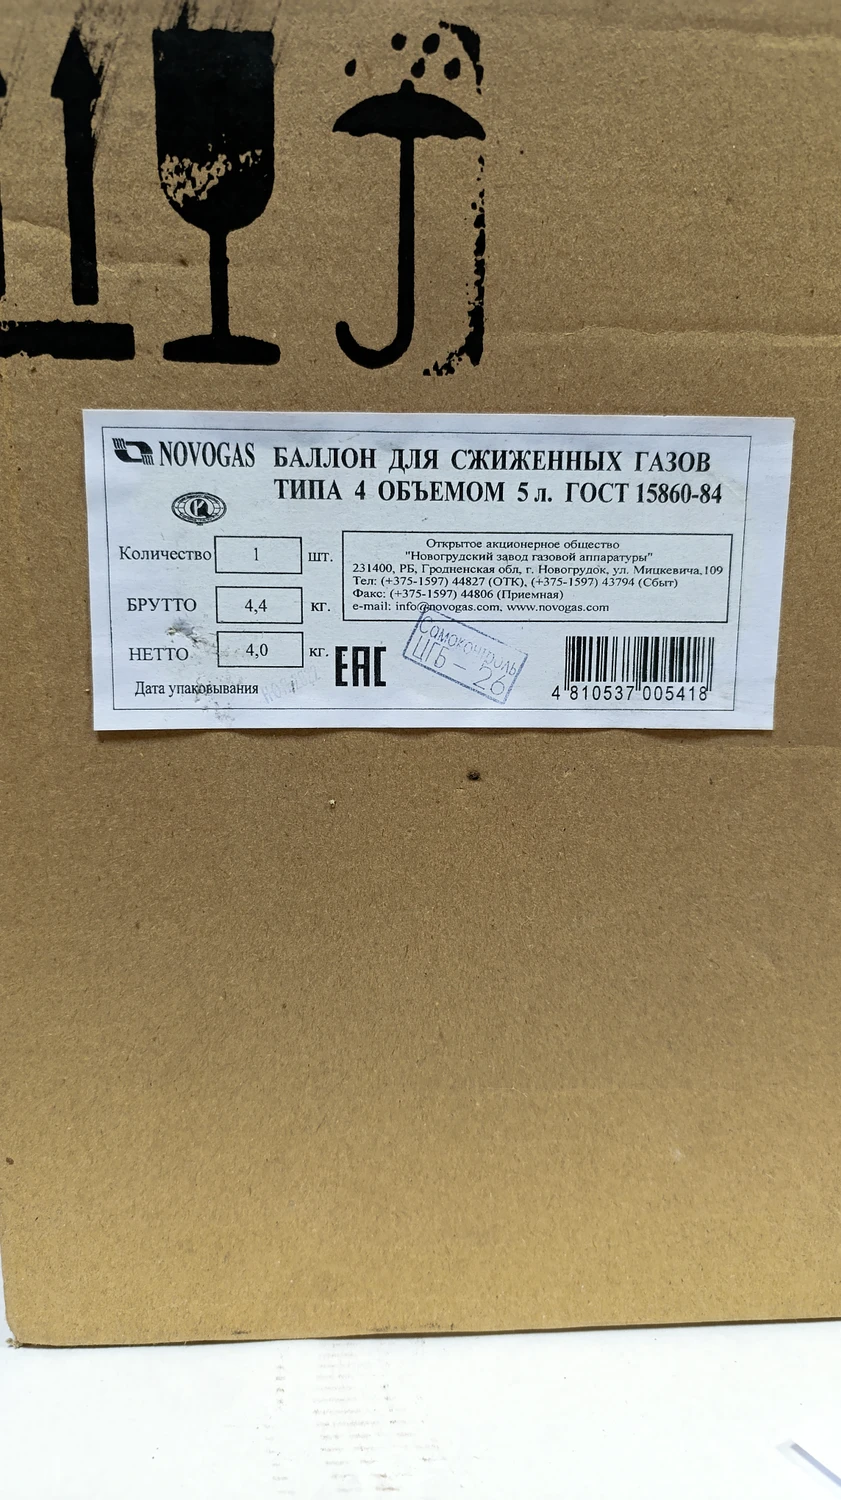 NOVOGAS
БАЛЛОН ДЛЯ СЖИЖЕННЫХ ГАЗОВ
ТИПА 4 ОБЪЕМОМ 5 л. ГОСТ 15860-84
Количество 1 шт.
БРУТТО 4,4 кг.
НЕТТО 4,0 кг.
Дата упаковывания
Открытое акционерное общество
"Новогрудский завод газовой аппаратуры"
231400, РБ, Гродненская обл, г. Новогрудок, ул. Мицкевича,109
Тел: (+375-1597) 44827 (ОТК), (+375-1597) 43794 (Сбыт)
Факс: (+375-1597) 44806 (Приемная)
e-mail: info@novogas.com, www.novogas.com
EAC
Самоконтроль
ЦГБ – 26
4 810537 005418